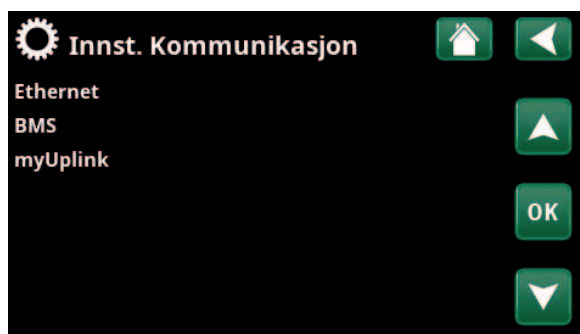 Innst. Kommunikasjon
Ethernet
BMS
myUplink
OK